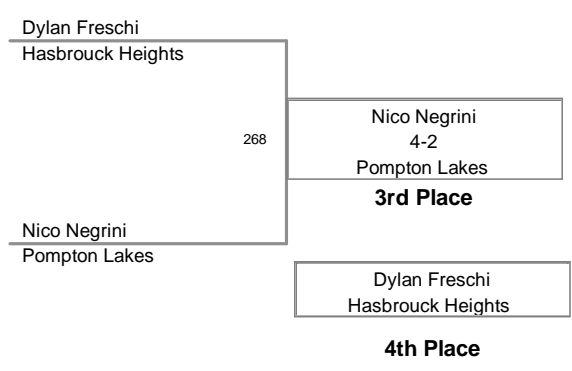 Dylan Freschi
Hasbrouck Heights
268
Nico Negrini
4-2
Pompton Lakes
3rd Place
Nico Negrini
Pompton Lakes
Dylan Freschi
Hasbrouck Heights
4th Place